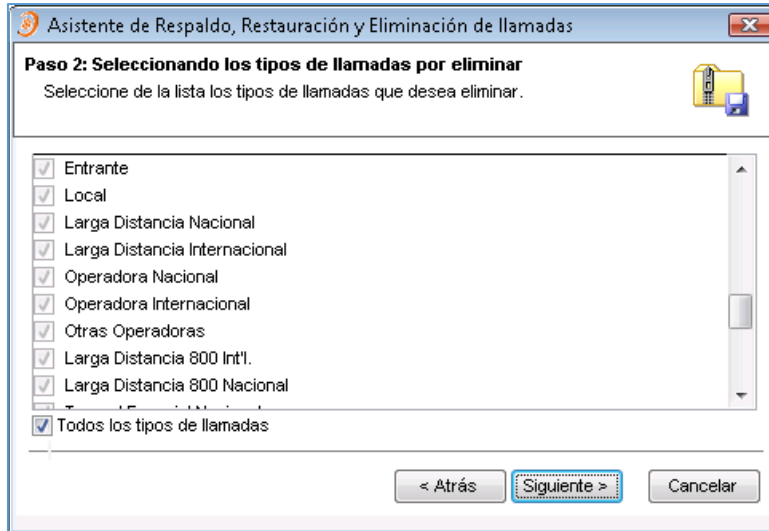 Asistente de Respaldo, Restauración y Eliminación de llamadas
Paso 2: Seleccionando los tipos de llamadas por eliminar
Seleccione de la lista los tipos de llamadas que desea eliminar.
Entrante
Local
Larga Distancia Nacional
Larga Distancia Internacional
Operadora Nacional
Operadora Internacional
Otras Operadoras
Larga Distancia 800 Int'l.
Larga Distancia 800 Nacional
Todos los tipos de llamadas
< Atrás Siguiente > Cancelar